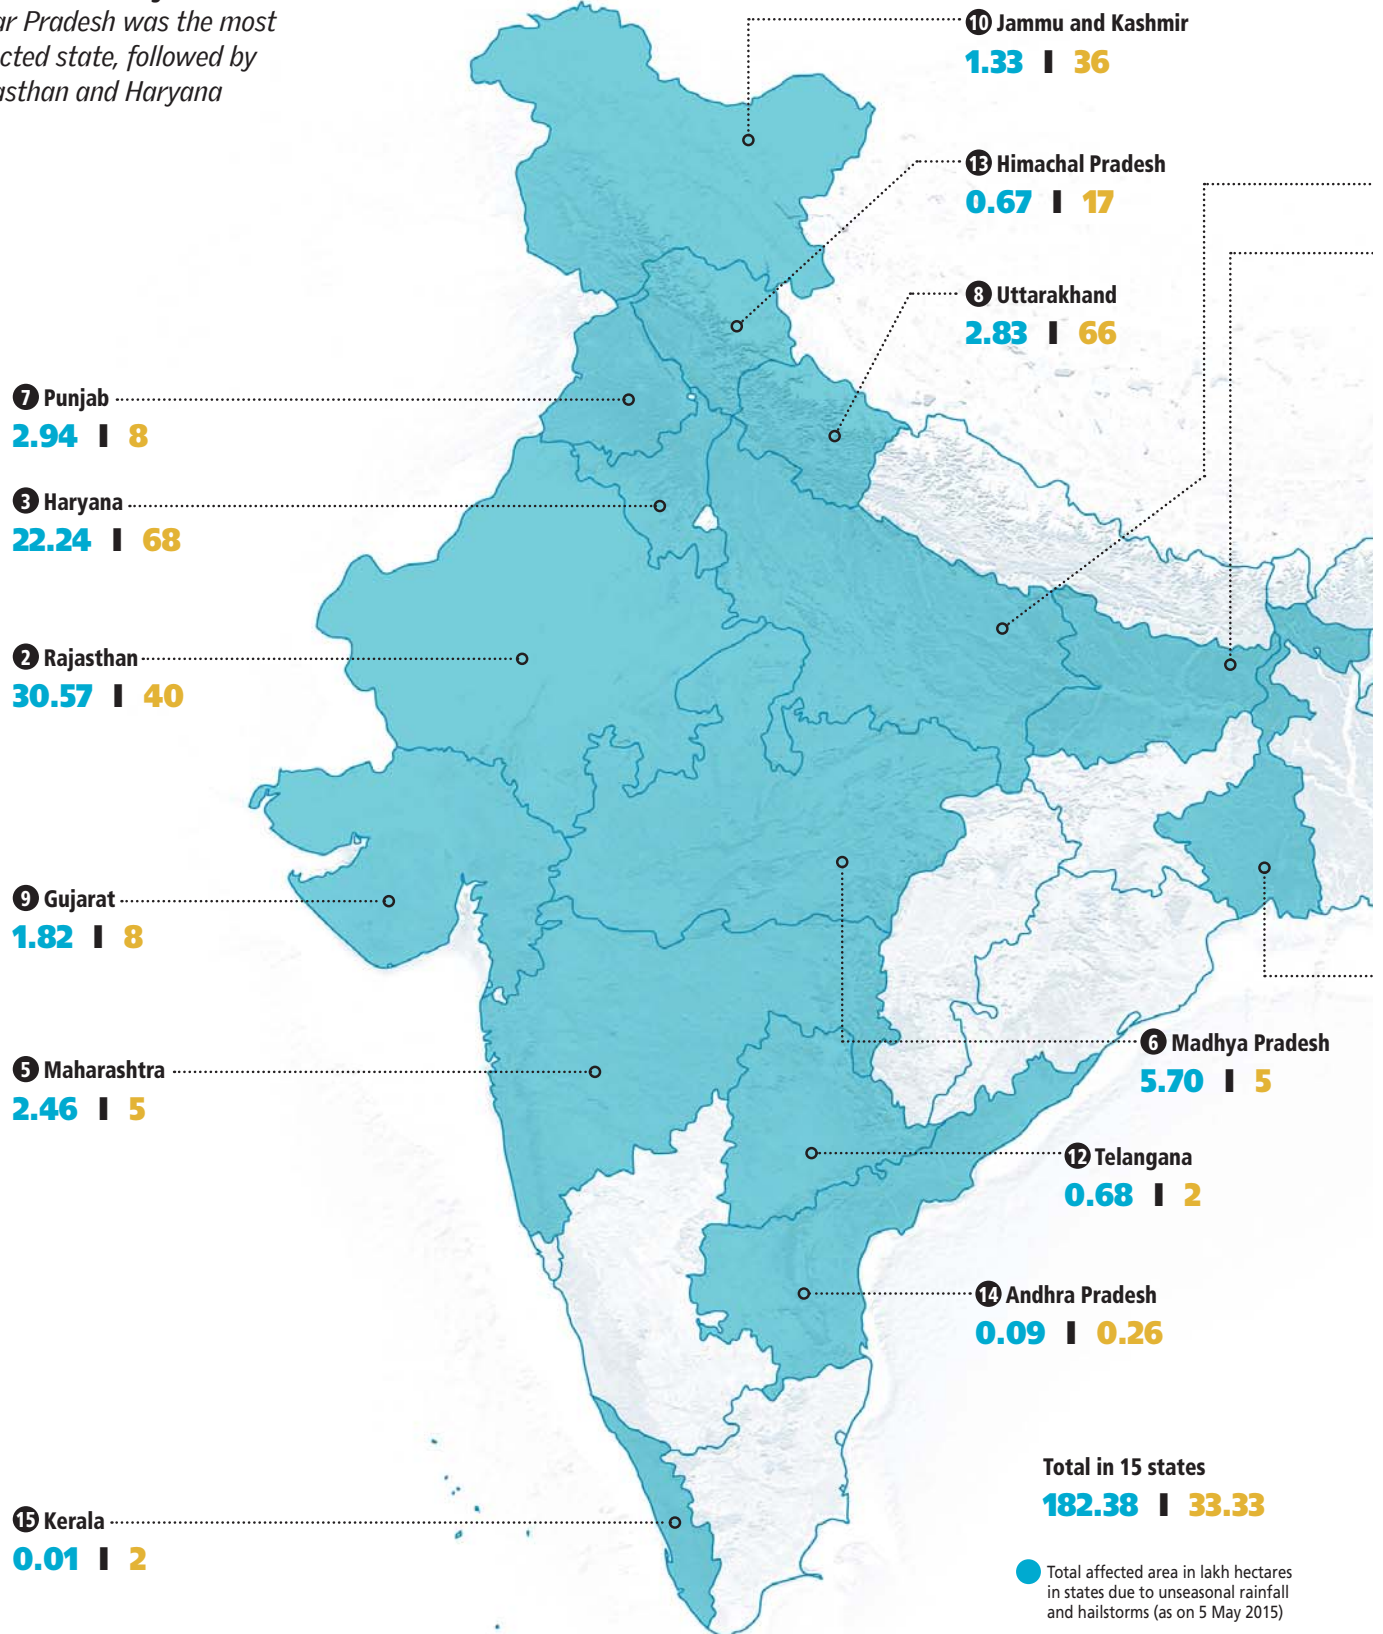 Pradesh was the most
state, followed by
and Haryana
10 Jammu and Kashmir
1.33 | 36
13 Himachal Pradesh
0.67 | 17
8 Uttarakhand
2.83 | 66
7 Punjab
2.94 | 8
3 Haryana
22.24 | 68
2 Rajasthan
30.57 | 40
9 Gujarat
1.82 | 8
5 Maharashtra
2.46 | 5
6 Madhya Pradesh
5.70 | 5
12 Telangana
0.68 | 2
14 Andhra Pradesh
0.09 | 0.26
15 Kerala
0.01 | 2
Total in 15 states
182.38 | 33.33
Total affected area in lakh hectares
in states due to unseasonal rainfall
and hailstorms (as on 5 May 2015)